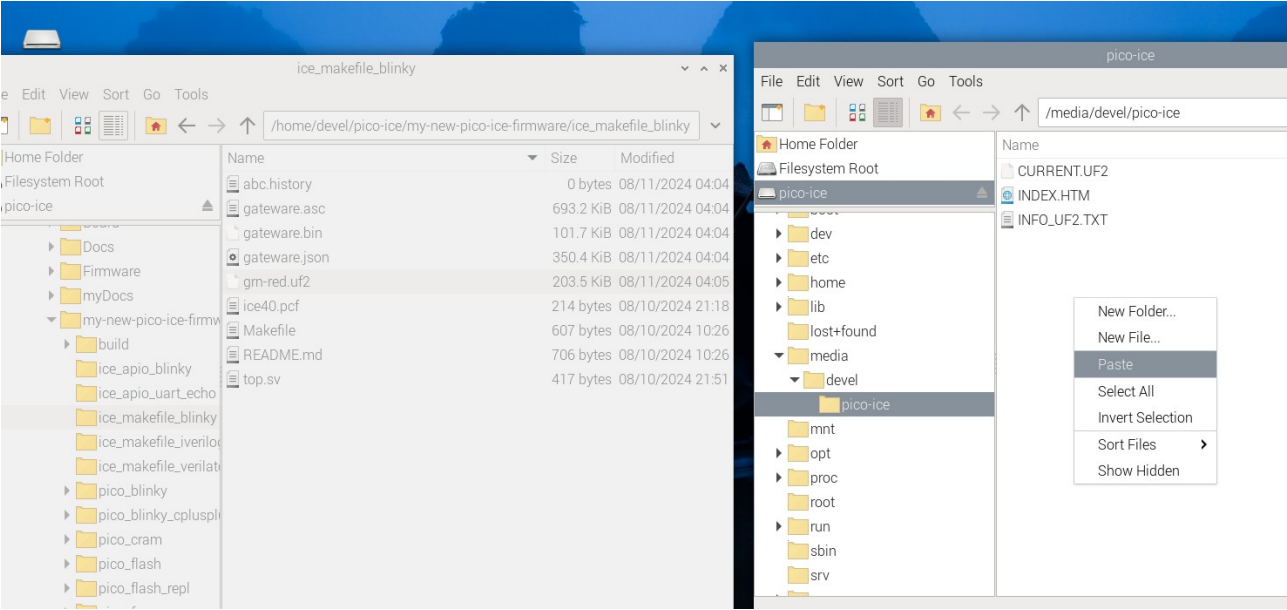 ice_makefile_blinky
e Edit View Sort Go Tools
/home/devel/pico-ice/my-new-pico-ice-firmware/ice_makefile_blinky
Home Folder
Filesystem Root
pico-ice
Docs
Firmware
myDocs
my-new-pico-ice-firmw
build
ice_apio_blinky
ice_apio_uart_echo
ice_makefile_blinky
ice_makefile_iverilog
ice_makefile_verilat
pico_blinky
pico_blinky_cplusplu
pico_cram
pico_flash
pico_flash_repl
Name Size Modified
abc.history 0 bytes 08/11/2024 04:04
gateware.asc 693.2 KiB 08/11/2024 04:04
gateware.bin 101.7 KiB 08/11/2024 04:04
gateware.json 350.4 KiB 08/11/2024 04:04
grn-red.uf2 203.5 KiB 08/11/2024 04:05
ice40.pcf 214 bytes 08/10/2024 21:18
Makefile 607 bytes 08/10/2024 10:26
README.md 706 bytes 08/10/2024 10:26
top.sv 417 bytes 08/10/2024 21:51
pico-ice
File Edit View Sort Go Tools
/media/devel/pico-ice
Home Folder
Filesystem Root
pico-ice
dev
etc
home
lib
lost+found
media
devel
pico-ice
mnt
opt
proc
root
run
sbin
srv
Name
CURRENT.UF2
INDEX.HTM
INFO_UF2.TXT
New Folder...
New File...
Paste
Select All
Invert Selection
Sort Files
Show Hidden